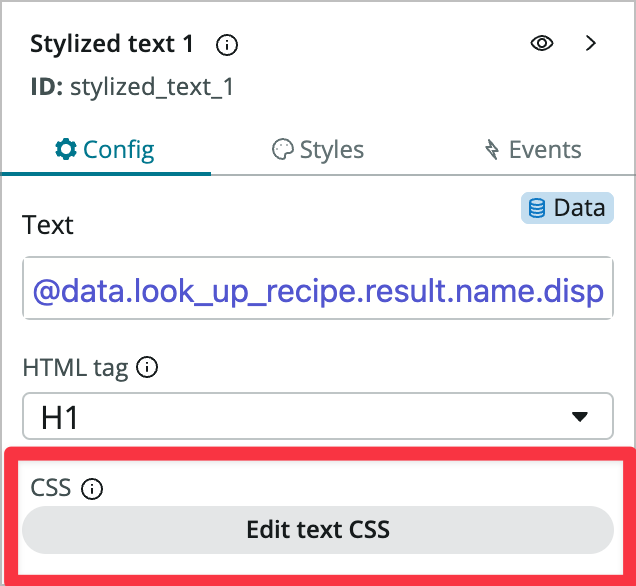 Stylized text 1
ID: stylized_text_1
Config Styles Events
Data
Text
@data.look_up_recipe.result.name.disp
HTML tag
H1
CSS
Edit text CSS